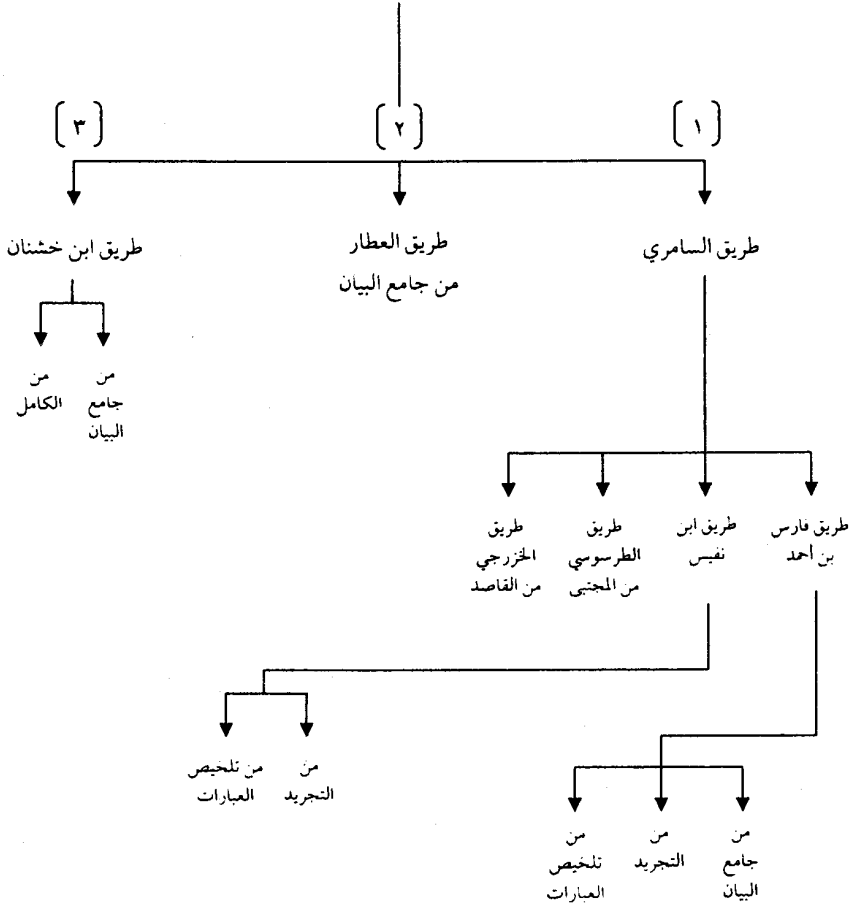 [١]
[٢]
[٣]
طريق السامري
طريق العطار
من جامع البيان
طريق ابن خشنان
من
جامع
البيان
من
الكامل
طريق فارس
بن أحمد
طريق ابن
نفيس
طريق
الطرسوسي
من المجتبى
طريق
الخزرجي
من القاصد
من
التجريد
من تلخيص
العبارات
من
جامع
البيان
من
التجريد
من
تلخيص
العبارات